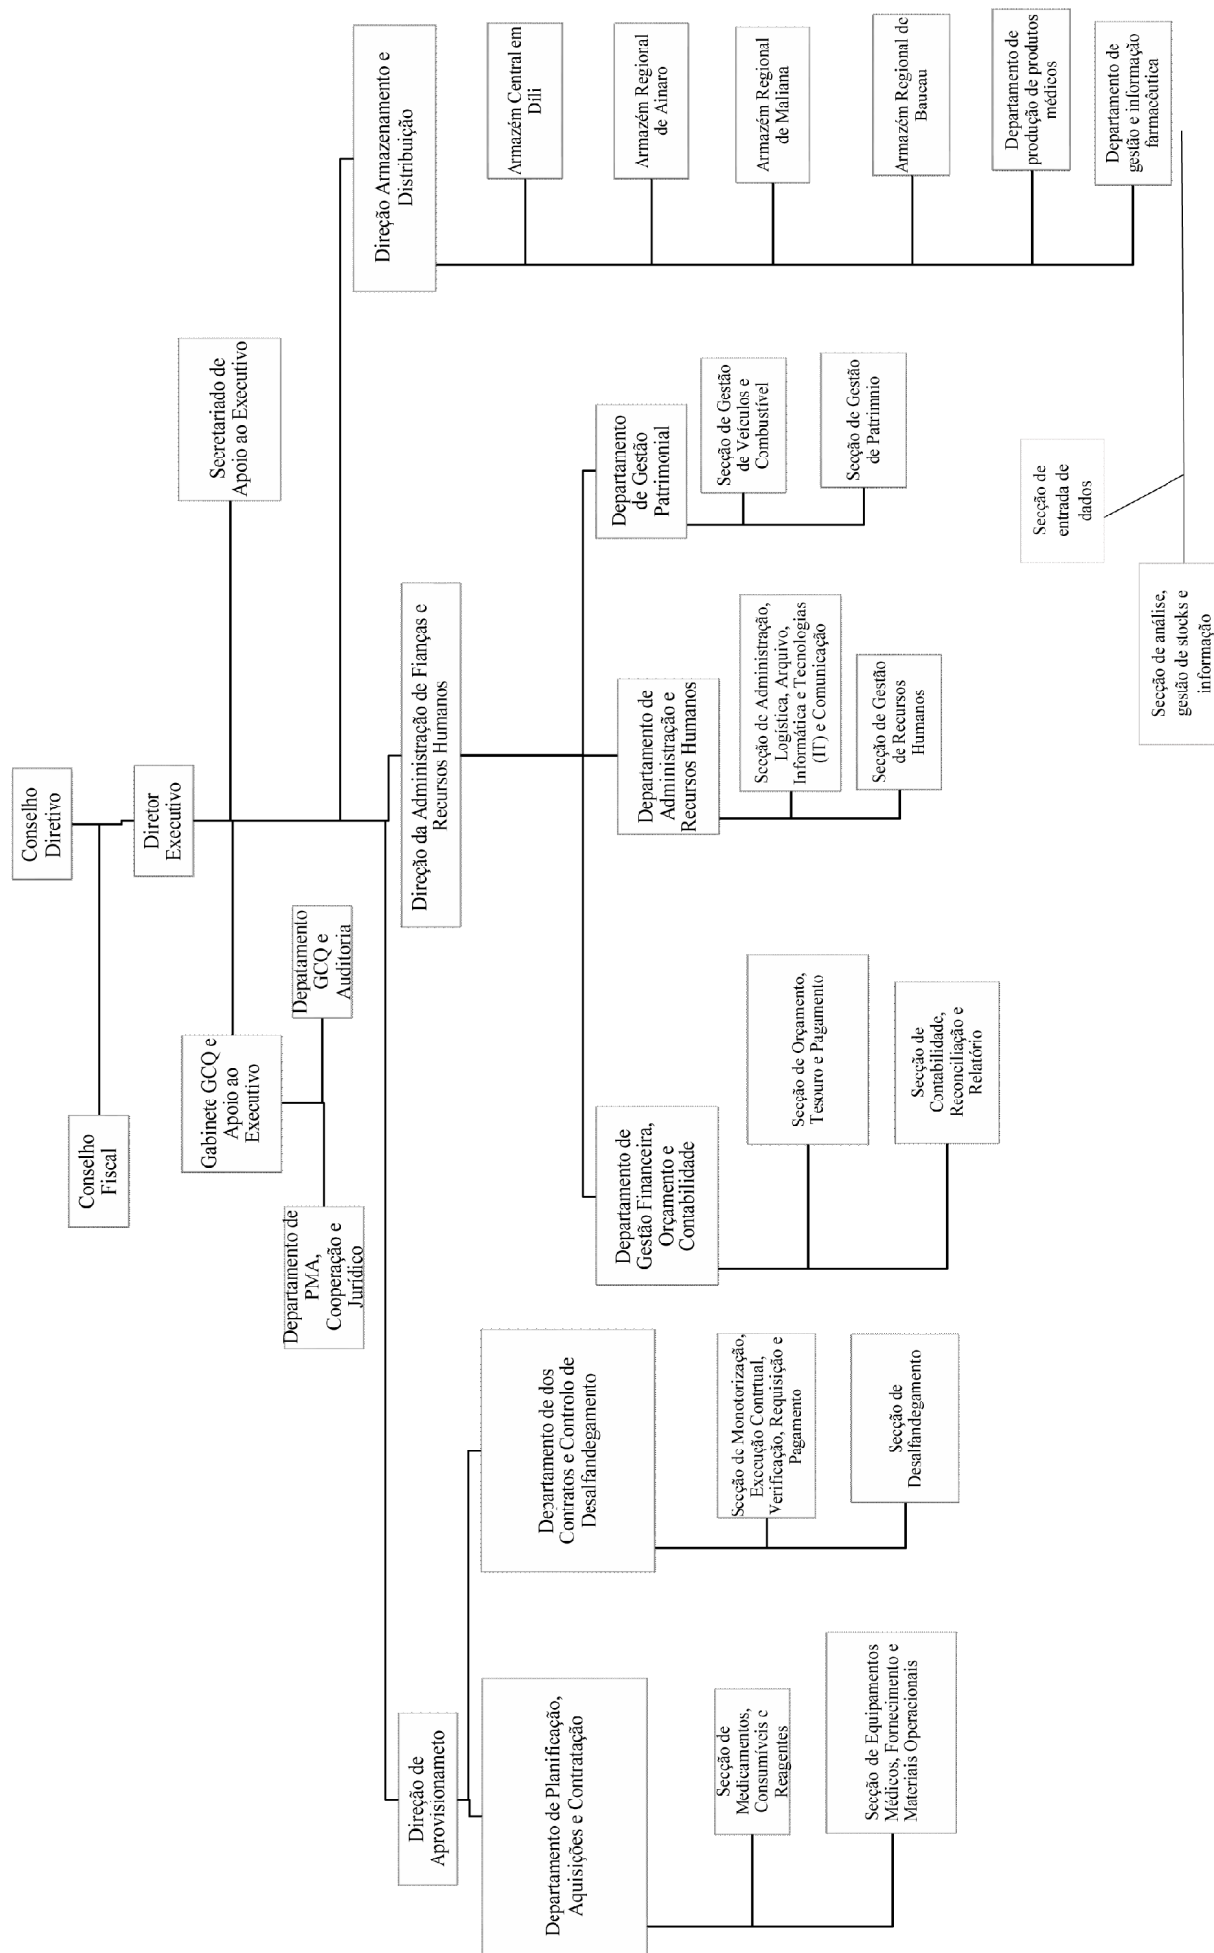 Conselho
Diretivo
Conselho
Fiscal
Diretor
Executivo
Secretariado de
Apoio ao Executivo
Gabinete GCQ e
Apoio ao
Executivo
Departamento de
PMA,
Cooperação e
Jurídico
Depatamento
GCQ e
Auditoria
Direção de
Aprovisionameto
Direção da Administração de Fianças e
Recursos Humanos
Direção Armazenamento e
Distribuição
Departamento de Planificação,
Aquisições e Contratação
Secção de
Medicamentos,
Consumíveis e
Reagentes
Secção de Equipamentos
Médicos, Fornecimento e
Materiais Operacionais
Departamento de dos
Contratos e Controlo de
Desalfandegamento
Secção de Monotorização,
Execução Contrtual,
Verificação, Requisição e
Pagamento
Secção de
Desalfandegamento
Departamento de
Gestão Financeira,
Orçamento e
Contabilidade
Secção de Orçamento,
Tesouro e Pagamento
Secção de
Contabilidade,
Reconciliação e
Relatório
Departamento de
Administração e
Recursos Humanos
Secção de Administração,
Logística, Arquivo,
Informática e Tecnologias
(IT) e Comunicação
Secção de Gestão
de Recursos
Humanos
Departamento
de Gestão
Patrimonial
Secção de Gestão
de Veículos e
Combustível
Secção de Gestão
de Patrimnio
Armazém Central em
Dili
Armazém Regional
de Ainaro
Armazém Regional
de Maliana
Armazém Regional de
Baucau
Departamento de
produção de produtos
médicos
Departamento de
gestão e informação
farmacêutica
Secção de
entrada de
dados
Secção de análise,
gestão de stocks e
informação